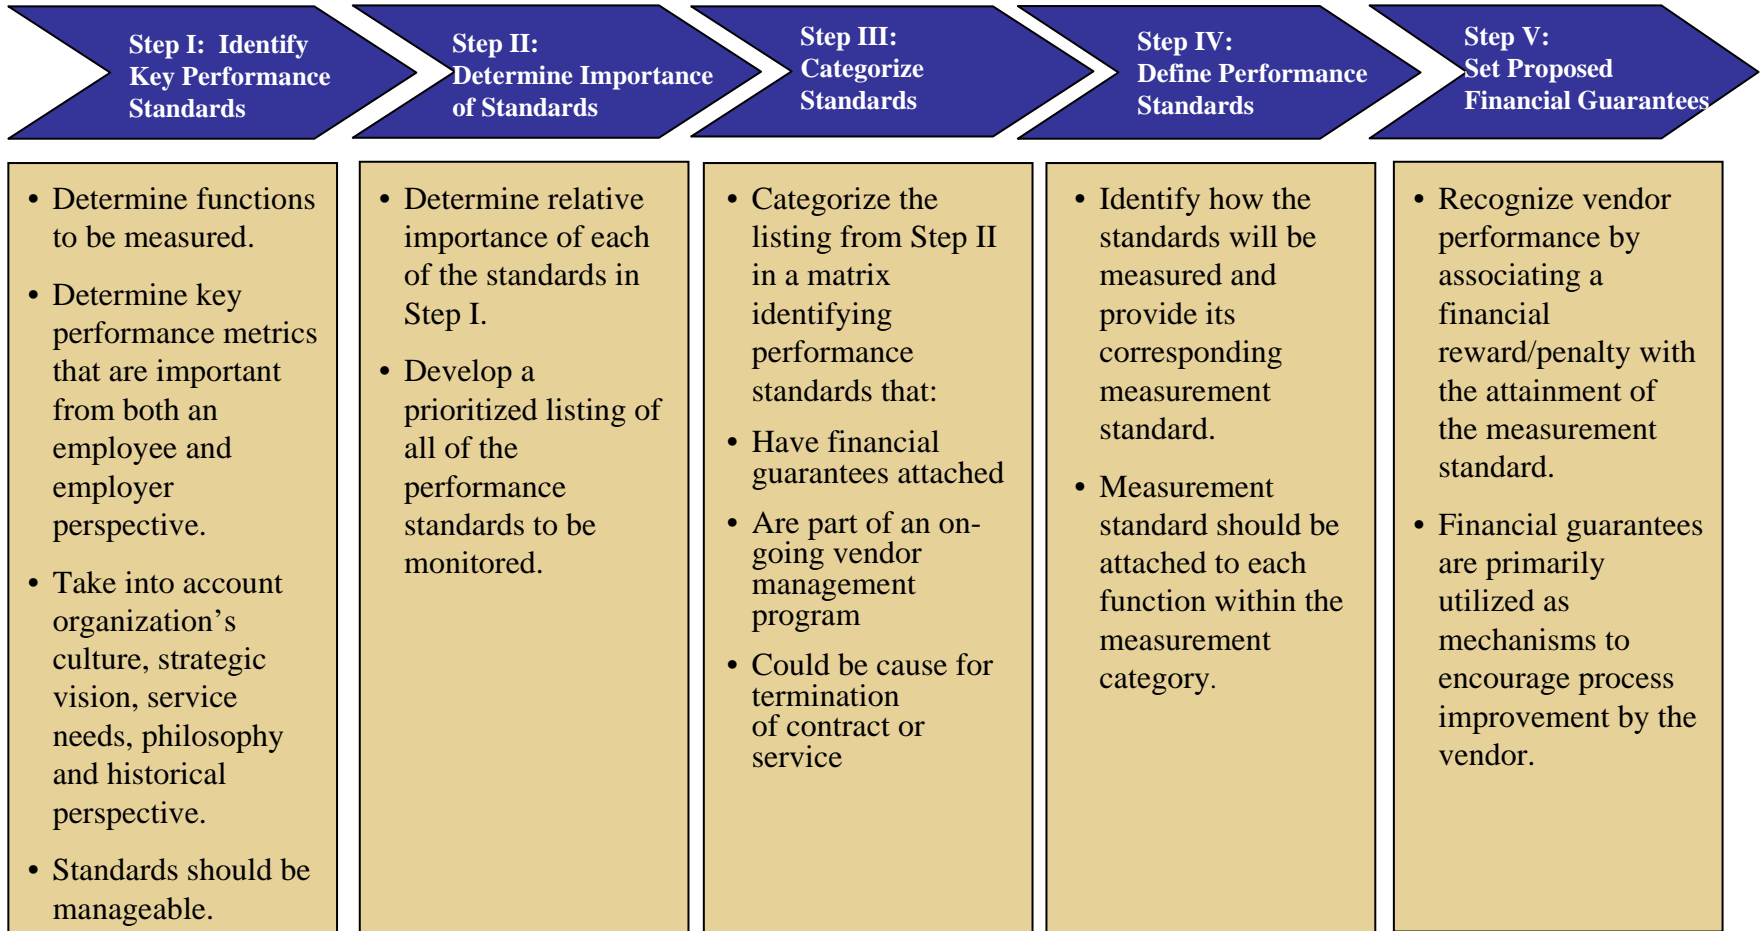 Step I:  Identify
Key Performance
Standards
Step II:
Determine Importance
of Standards
Step III:
Categorize
Standards
Step IV:
Define Performance
Standards
Step V:
Set Proposed
Financial Guarantees
• Determine functions
to be measured.
• Determine key
performance metrics
that are important
from both an
employee and
employer
perspective.
• Take into account
organization’s
culture, strategic
vision, service
needs, philosophy
and historical
perspective.
• Standards should be
manageable.
• Determine relative
importance of each
of the standards in
Step I.
• Develop a
prioritized listing of
all of the
performance
standards to be
monitored.
• Categorize the
listing from Step II
in a matrix
identifying
performance
standards that:
• Have financial
guarantees attached
• Are part of an on-
going vendor
management
program
• Could be cause for
termination
of contract or
service
• Identify how the
standards will be
measured and
provide its
corresponding
measurement
standard.
• Measurement
standard should be
attached to each
function within the
measurement
category.
• Recognize vendor
performance by
associating a
financial
reward/penalty with
the attainment of
the measurement
standard.
• Financial guarantees
are primarily
utilized as
mechanisms to
encourage process
improvement by the
vendor.